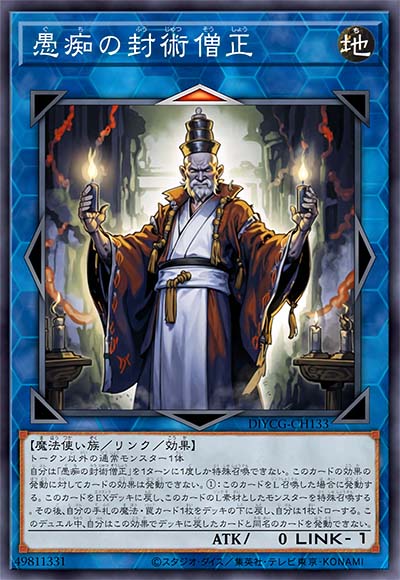 愚痴の封術僧正
地
DIYCG-CH133
【魔法使い族／リンク／効果】
トークン以外の通常モンスター1体
自分は「愚痴の封術僧正」を1ターンに1度しか特殊召喚できない。このカードの効果の
発動に対してカードの効果は発動できない。①：このカードをL召喚した場合に発動す
る。このカードをEXデッキに戻し、このカードのL素材としたモンスターを特殊召喚す
る。その後、自分の手札の魔法・罠カード1枚をデッキの下に戻し、自分は1枚ドローする。こ
のデュエル中、自分はこの効果でデッキに戻したカードと同名のカードを発動できない。
ATK/ 0 LINK-1
49811331
©スタジオ・ダイス／集英社・テレビ東京・KONAMI